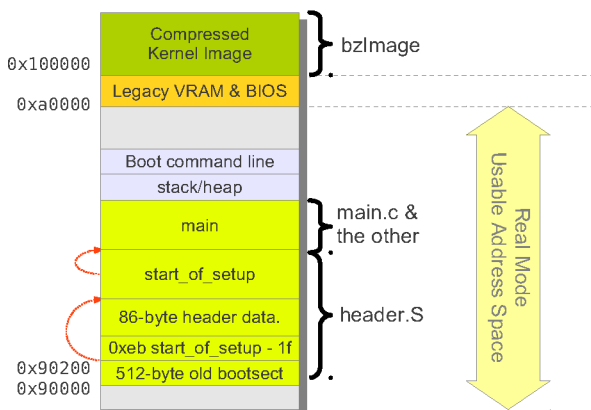 Compressed
Kernel Image
bzImage
0x100000
Legacy VRAM & BIOS
0xa0000
Boot command line
stack/heap
main
main.c &
the other
start_of_setup
86-byte header data.
header.S
0xeb start_of_setup - 1f
0x90200
512-byte old bootsect
0x90000
Real Mode
Usable Address Space